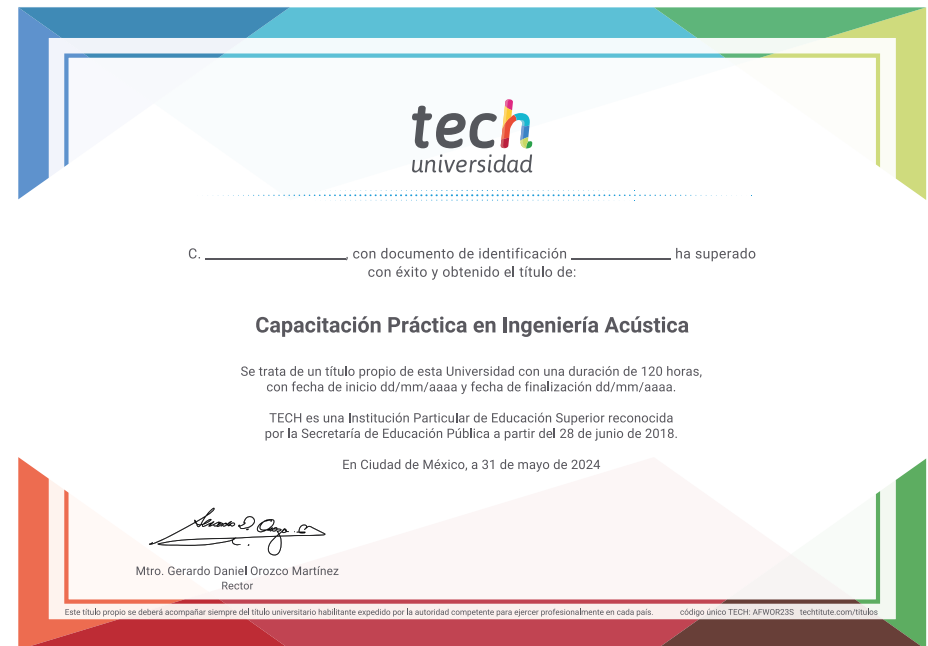 tech
universidad
C. ________________, con documento de identificación ___________ ha superado
con éxito y obtenido el título de:
Capacitación Práctica en Ingeniería Acústica
Se trata de un título propio de esta Universidad con una duración de 120 horas,
con fecha de inicio dd/mm/aaaa y fecha de finalización dd/mm/aaaa.
TECH es una Institución Particular de Educación Superior reconocida
por la Secretaría de Educación Pública a partir del 28 de junio de 2018.
En Ciudad de México, a 31 de mayo de 2024
Mtro. Gerardo Daniel Orozco Martínez
Rector
Este título propio se deberá acompañar siempre del título universitario habilitante expedido por la autoridad competente para ejercer profesionalmente en cada país. código único TECH: AFWOR23S techtitute.com/titulos